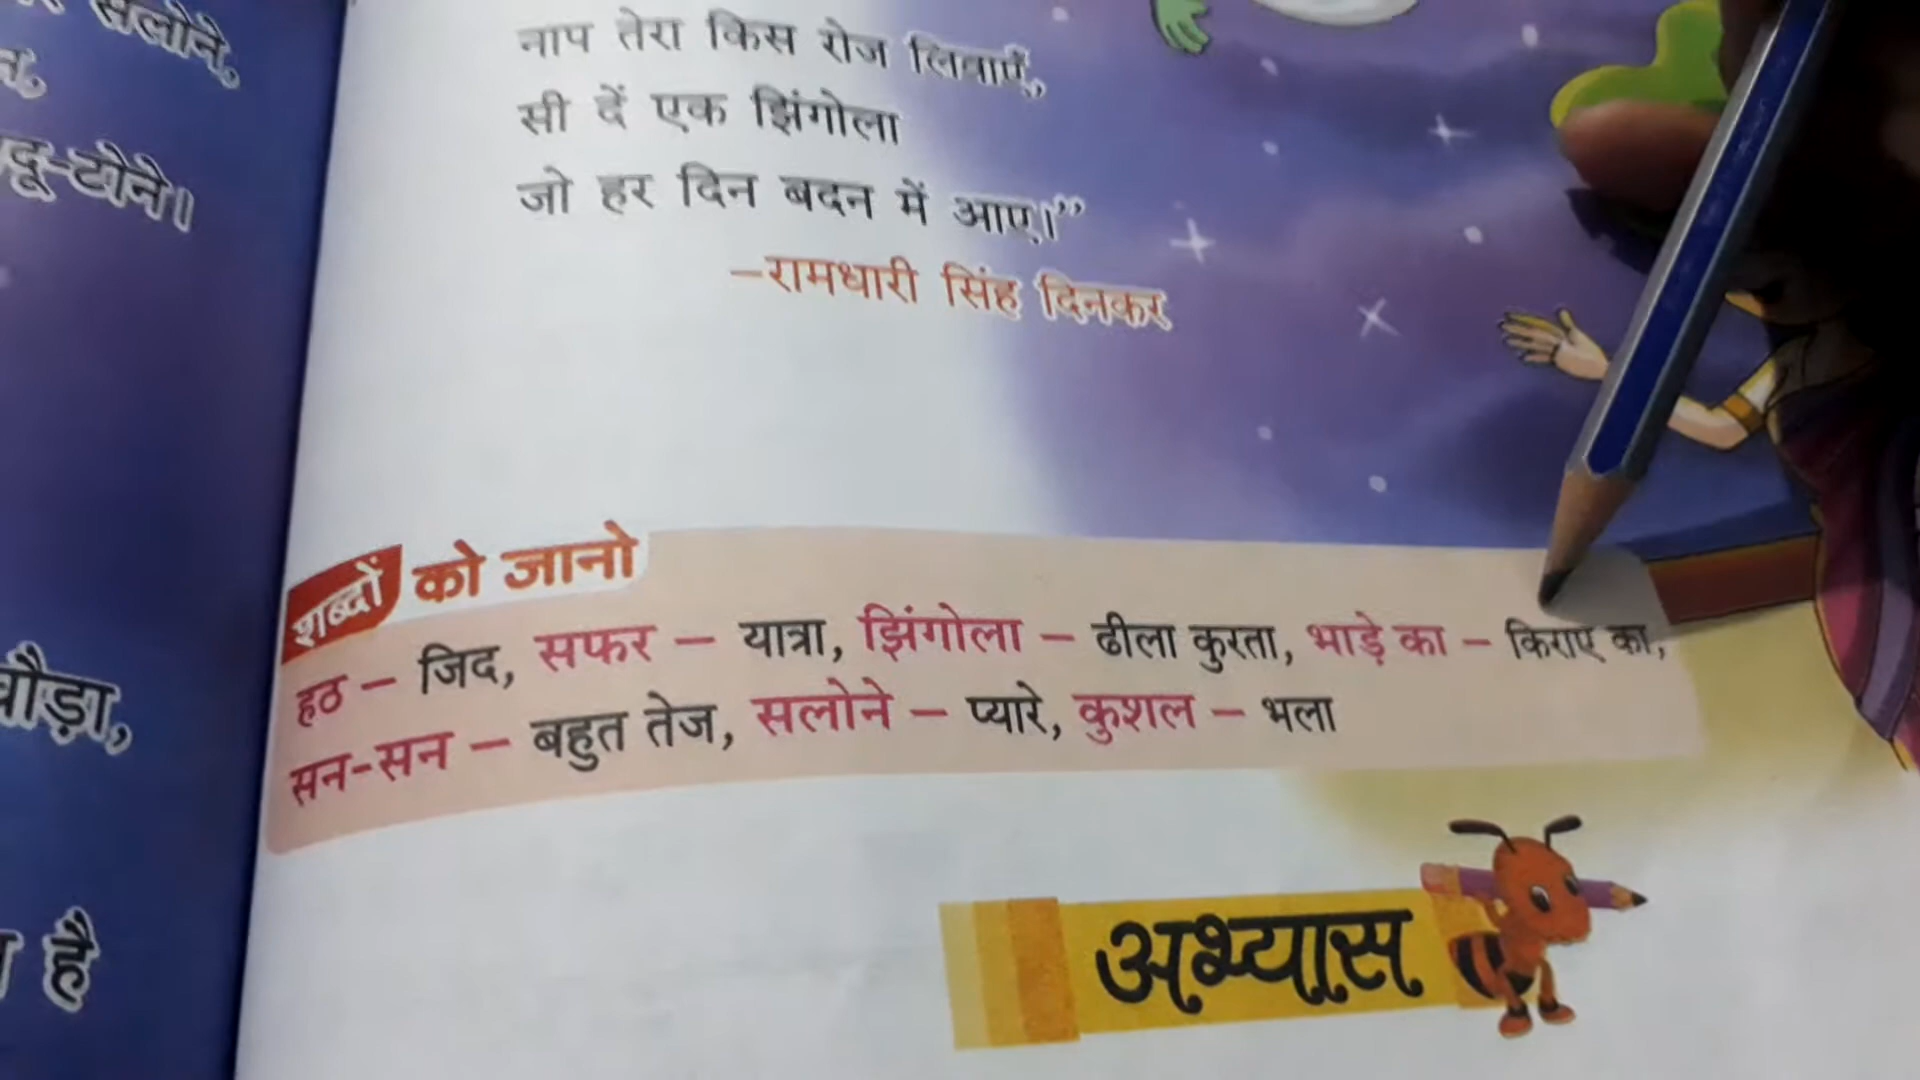 सलोने,
दू-टोने।
है
नाप तेरा किस रोज लिवाएँ,
सी दें एक झिंगोला
जो हर दिन बदन में आए।”
–रामधारी सिंह दिनकर
शब्दों को जानो
हठ – जिद, सफर – यात्रा, झिंगोला – ढीला कुरता, भाड़े का – किराए का,
सन-सन – बहुत तेज, सलोने – प्यारे, कुशल – भला
अभ्यास